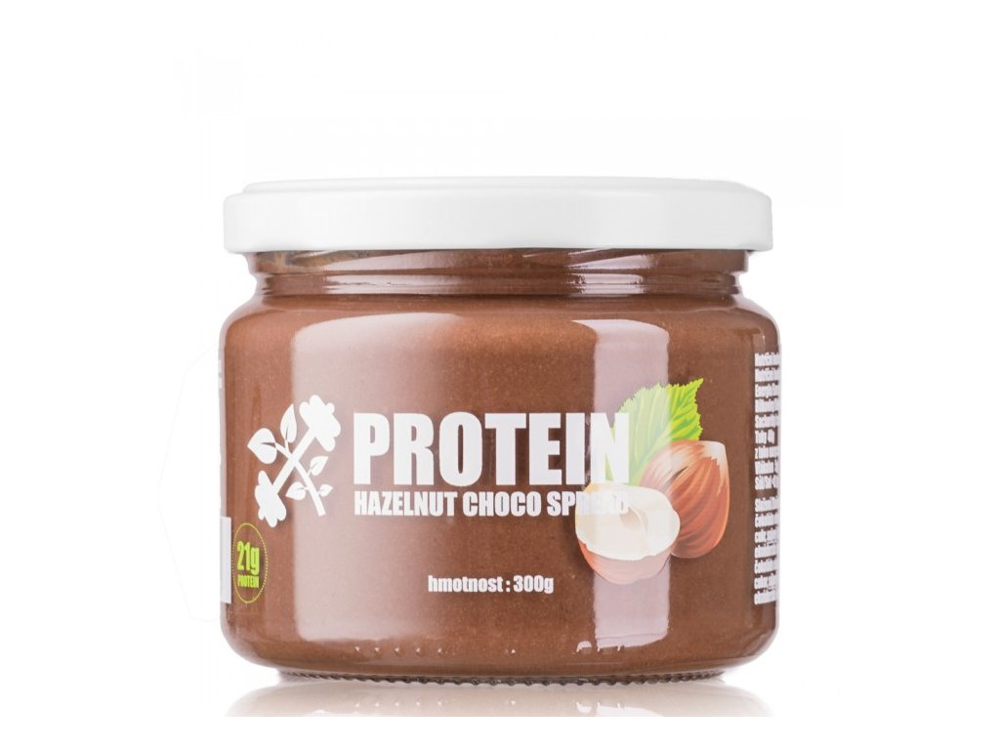 PROTEIN
HAZELNUT CHOCO SPREAD
21g
PROTEIN
hmotnost : 300g